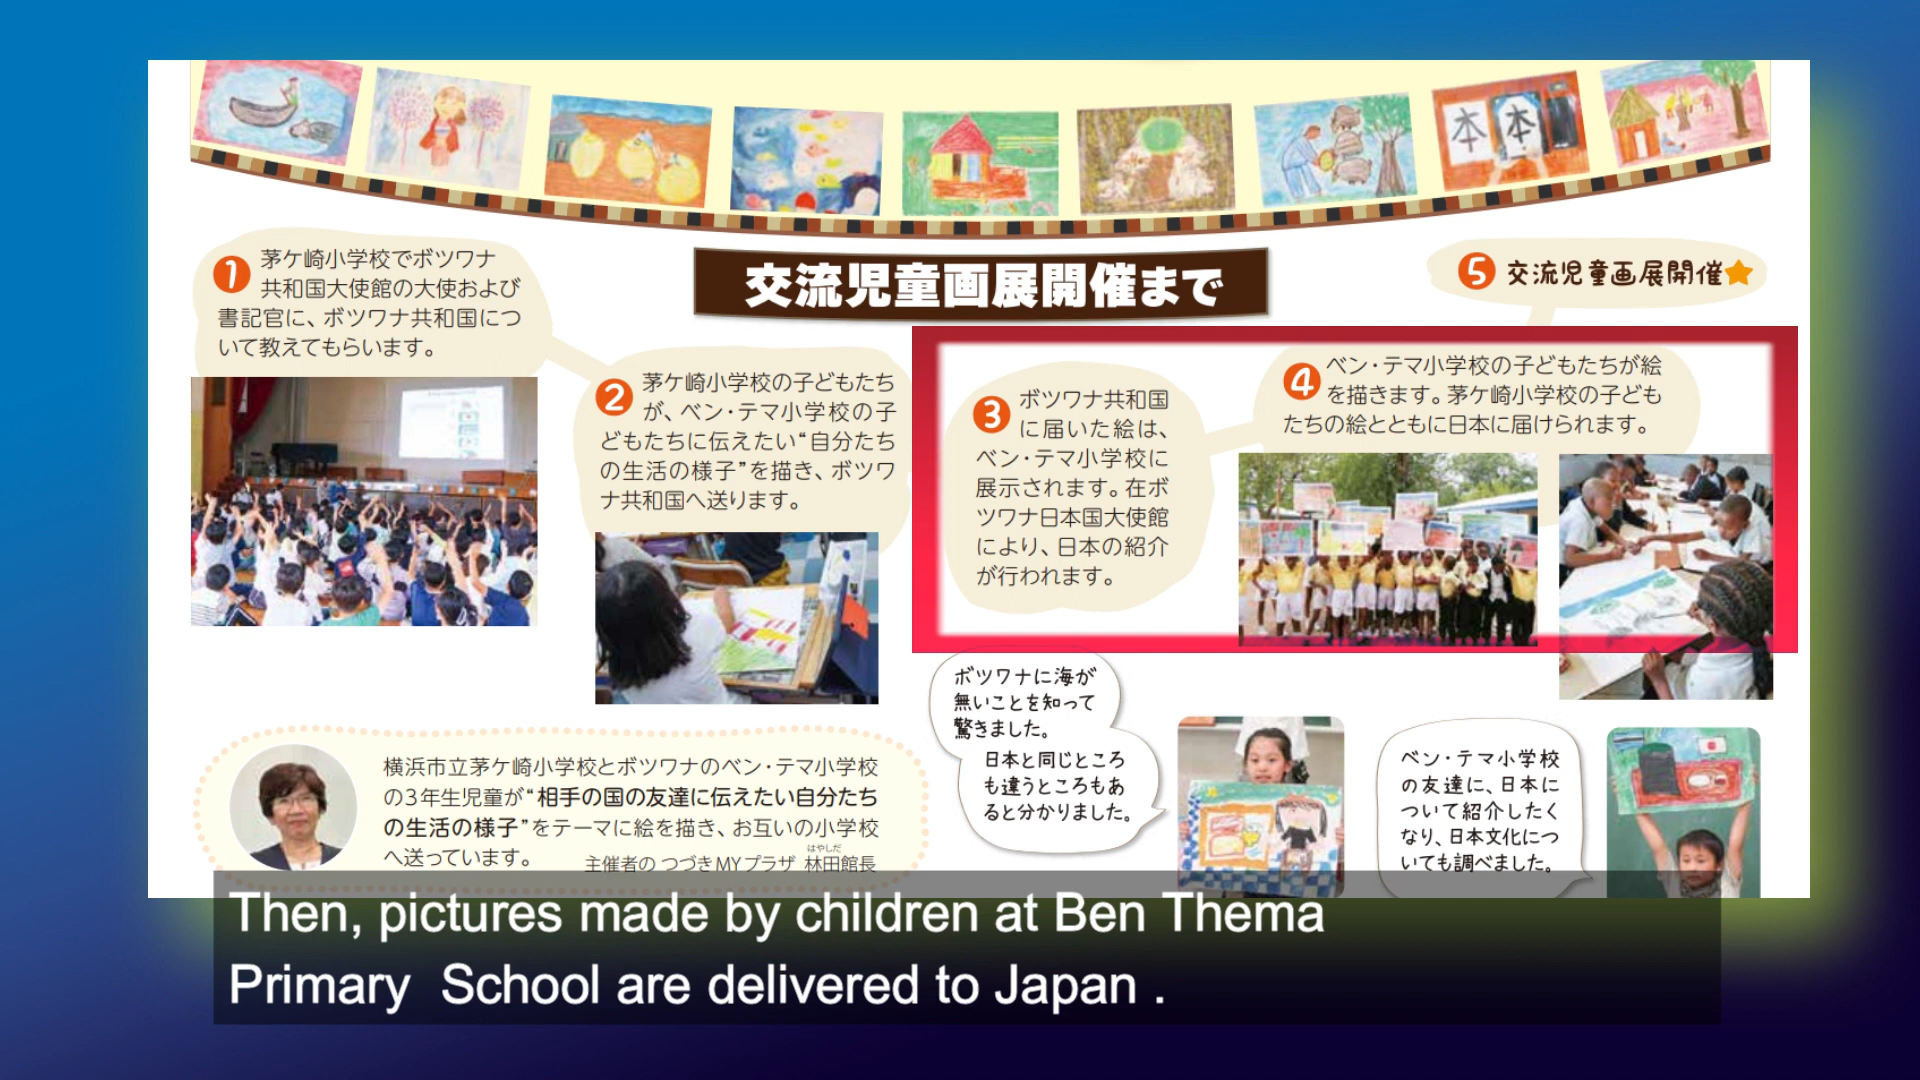 本 本
交流児童画展開催まで
1 茅ケ崎小学校でボツワナ
共和国大使館の大使および
書記官に、ボツワナ共和国につ
いて教えてもらいます。
2 茅ケ崎小学校の子どもたち
が、ベン・テマ小学校の子
どもたちに伝えたい“自分たち
の生活の様子”を描き、ボツワ
ナ共和国へ送ります。
3 ボツワナ共和国
に届いた絵は、
ベン・テマ小学校に
展示されます。在ボ
ツワナ日本国大使館
により、日本の紹介
が行われます。
4 ベン・テマ小学校の子どもたちが絵
を描きます。茅ケ崎小学校の子ども
たちの絵とともに日本に届けられます。
5 交流児童画展開催★
ボツワナに海が
無いことを知って
驚きました。
日本と同じところ
も違うところもあ
ると分かりました。
ベン・テマ小学校
の友達に、日本に
ついて紹介したく
なり、日本文化につ
いても調べました。
横浜市立茅ケ崎小学校とボツワナのベン・テマ小学校
の3年生児童が“相手の国の友達に伝えたい自分たち
の生活の様子”をテーマに絵を描き、お互いの小学校
へ送っています。
はやしだ
主催者の つづきMYプラザ 林田館長
Then, pictures made by children at Ben Thema
Primary School are delivered to Japan .